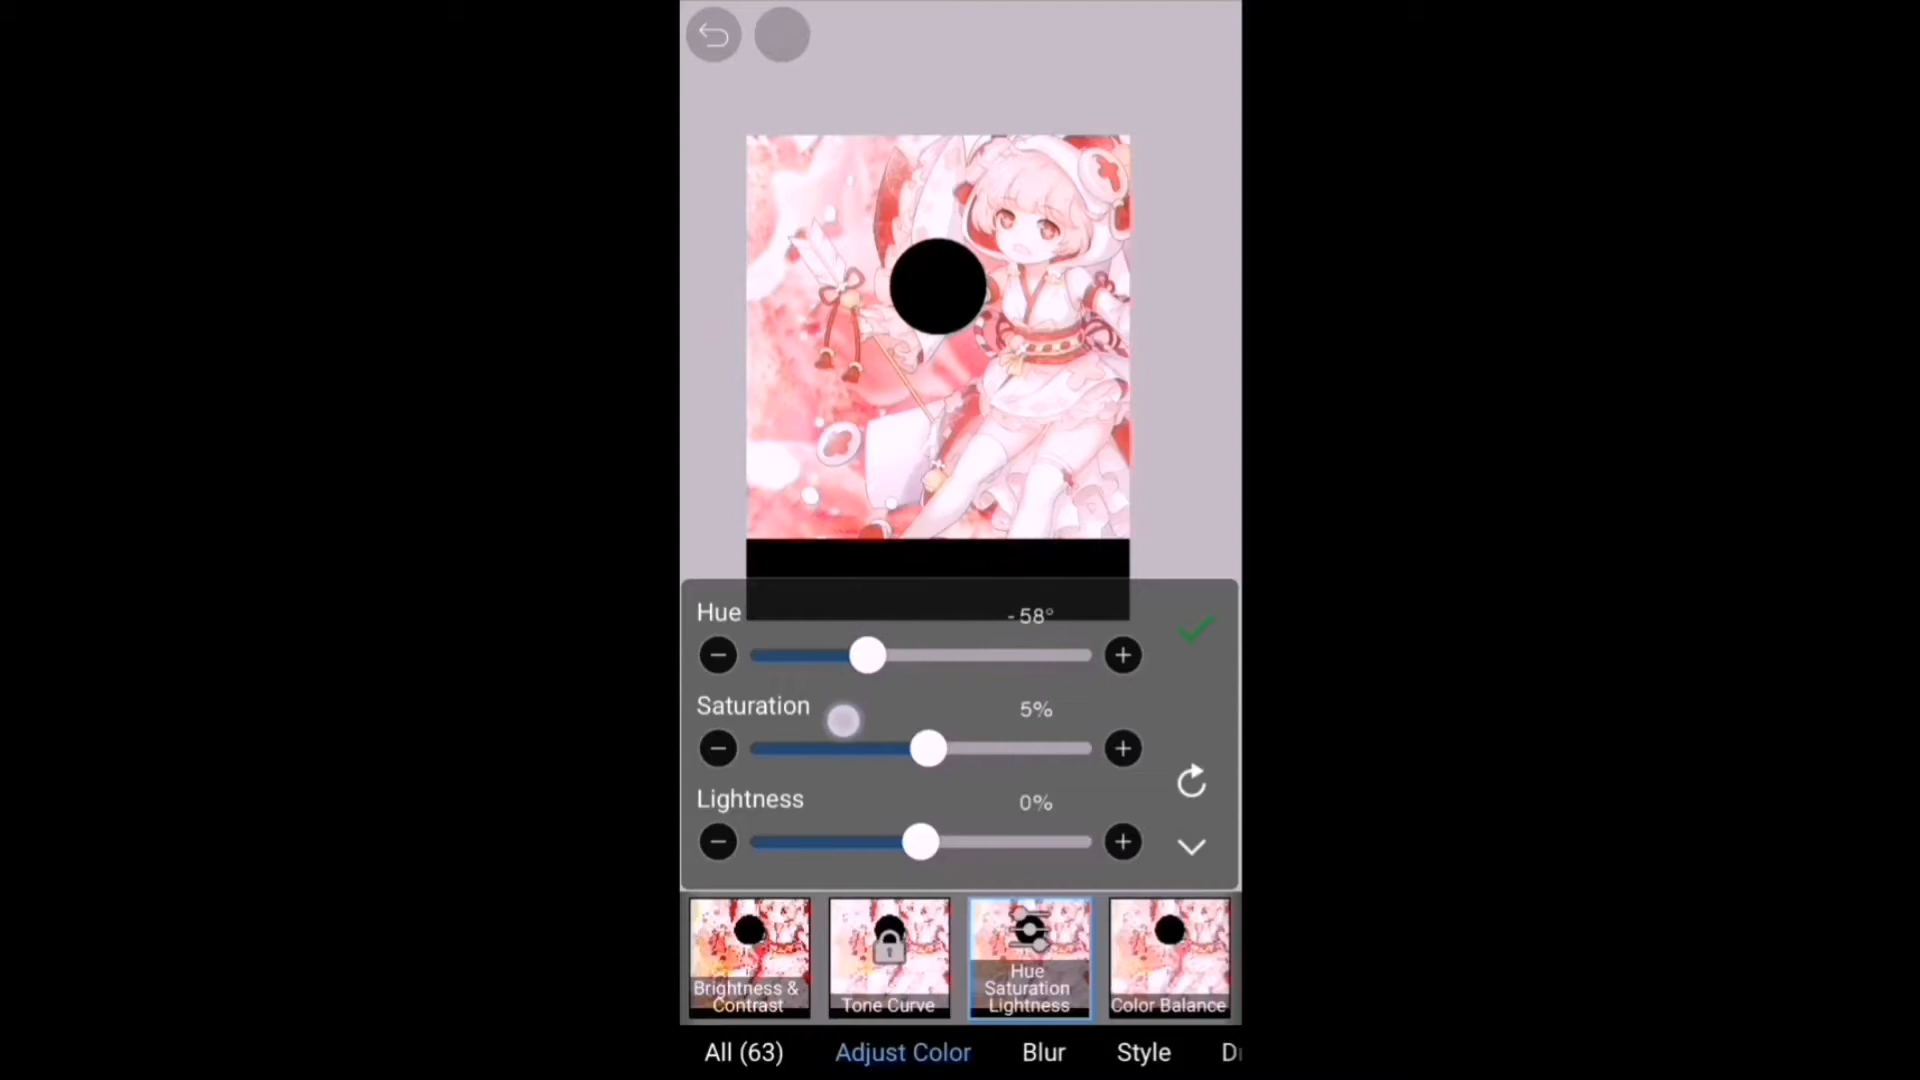 Hue
-58°
Saturation
5%
Lightness
0%
Brightness &
Contrast
Tone Curve
Hue
Saturation
Lightness
Color Balance
All (63)
Adjust Color
Blur
Style